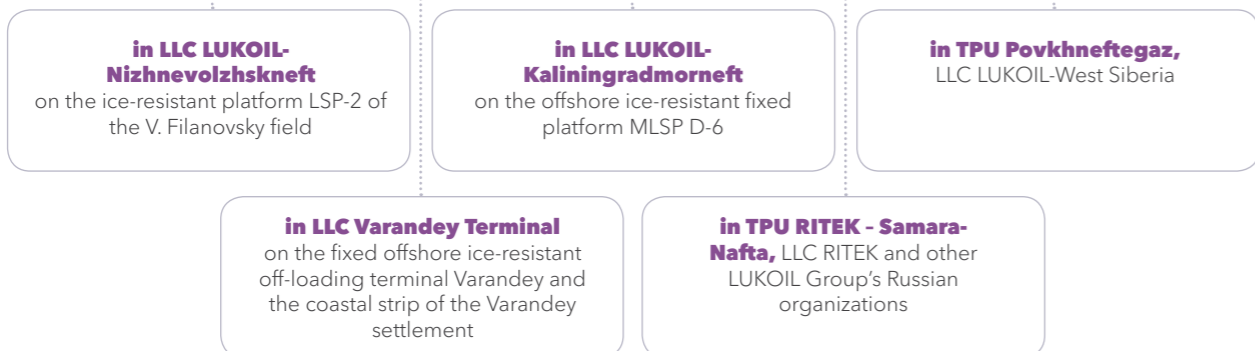 in LLC LUKOIL-
Nizhnevolzhskneft
on the ice-resistant platform LSP-2 of
the V. Filanovsky field
in LLC LUKOIL-
Kaliningradmorneft
on the offshore ice-resistant fixed
platform MLSP D-6
in TPU Povkhneftegaz,
LLC LUKOIL-West Siberia
in LLC Varandey Terminal
on the fixed offshore ice-resistant
off-loading terminal Varandey and
the coastal strip of the Varandey
settlement
in TPU RITEK – Samara-
Nafta, LLC RITEK and other
LUKOIL Group’s Russian
organizations